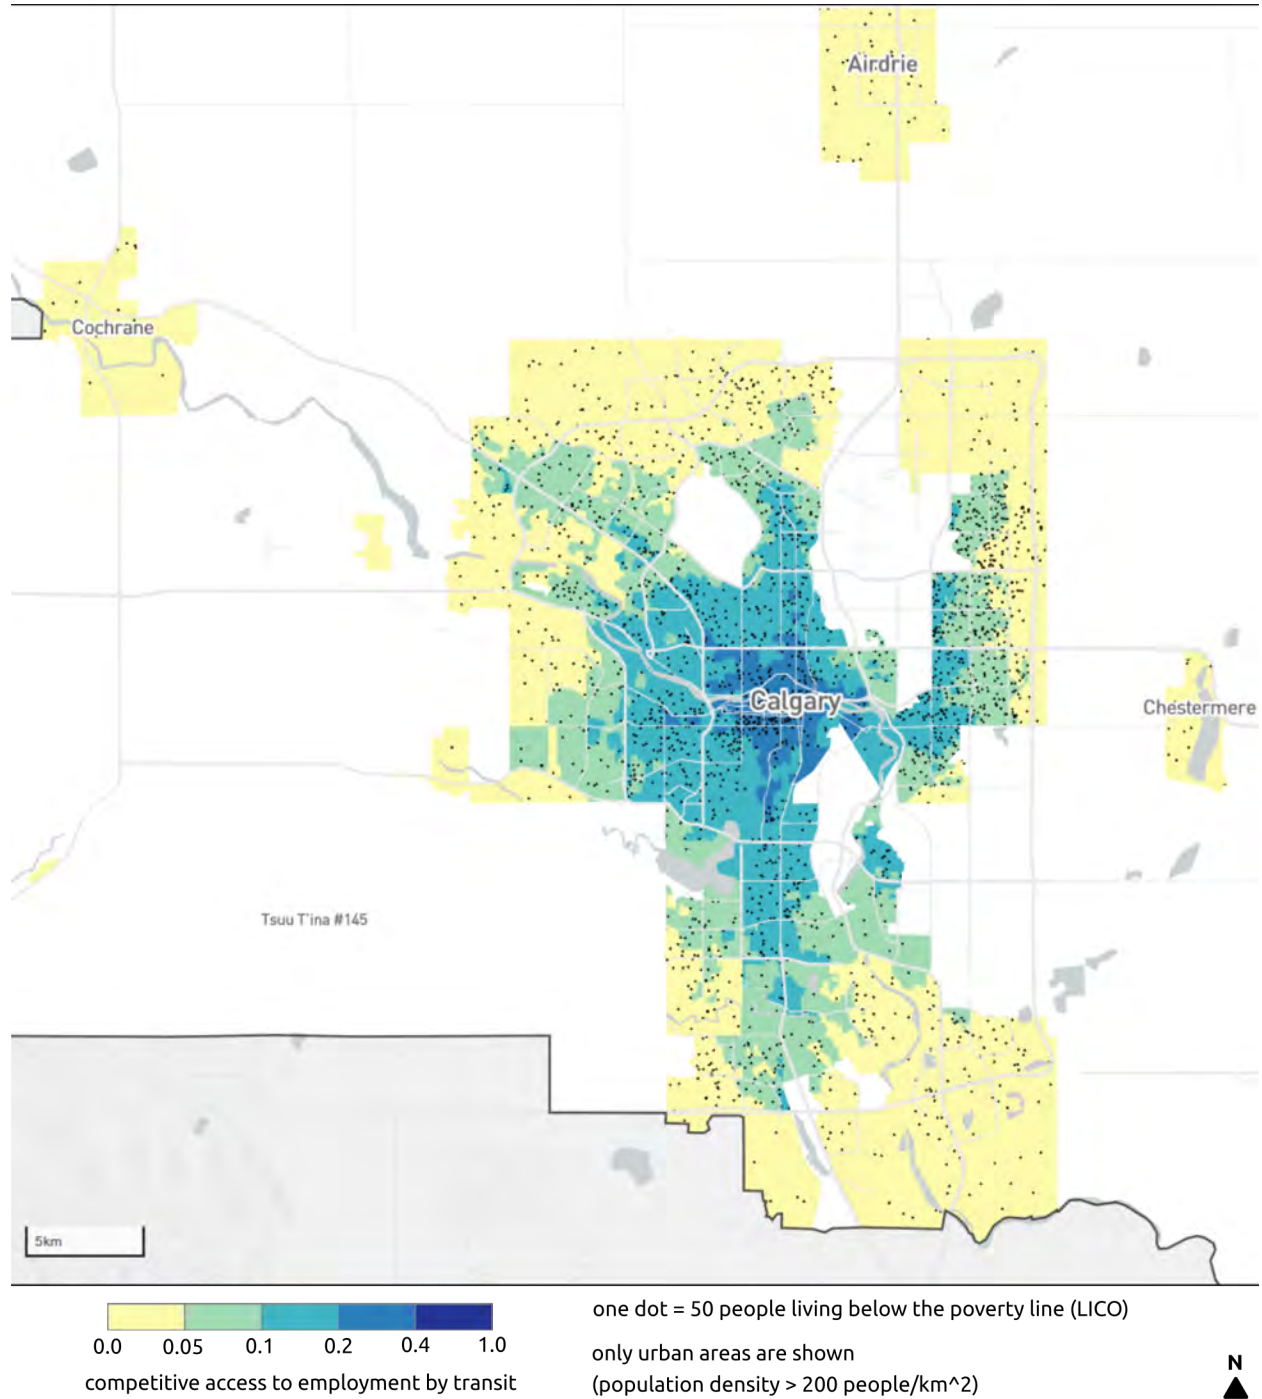 Airdrie
Cochrane
Calgary
Chestermere
Tsuu T'ina #145
5km
0.0 0.05 0.1 0.2 0.4 1.0
competitive access to employment by transit
one dot = 50 people living below the poverty line (LICO)
only urban areas are shown
(population density > 200 people/km^2)
N